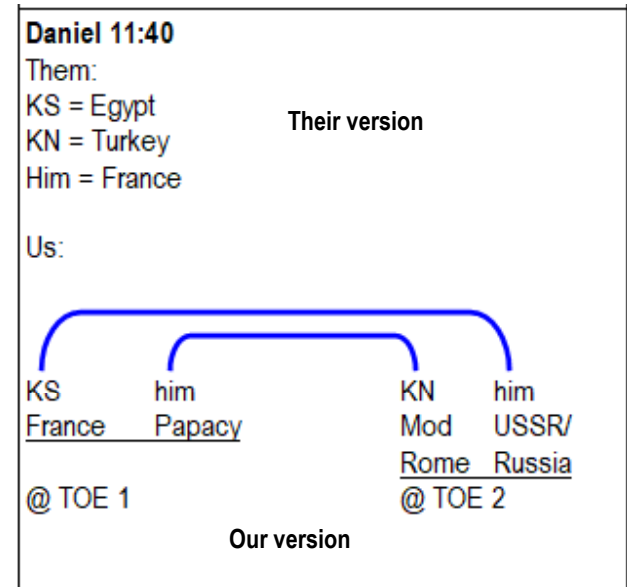 Daniel 11:40
Them:
KS = Egypt
Their version
KN = Turkey
Him = France
Us:
KS him KN him
France Papacy Mod USSR/
Rome Russia
@ TOE 1 @ TOE 2
Our version